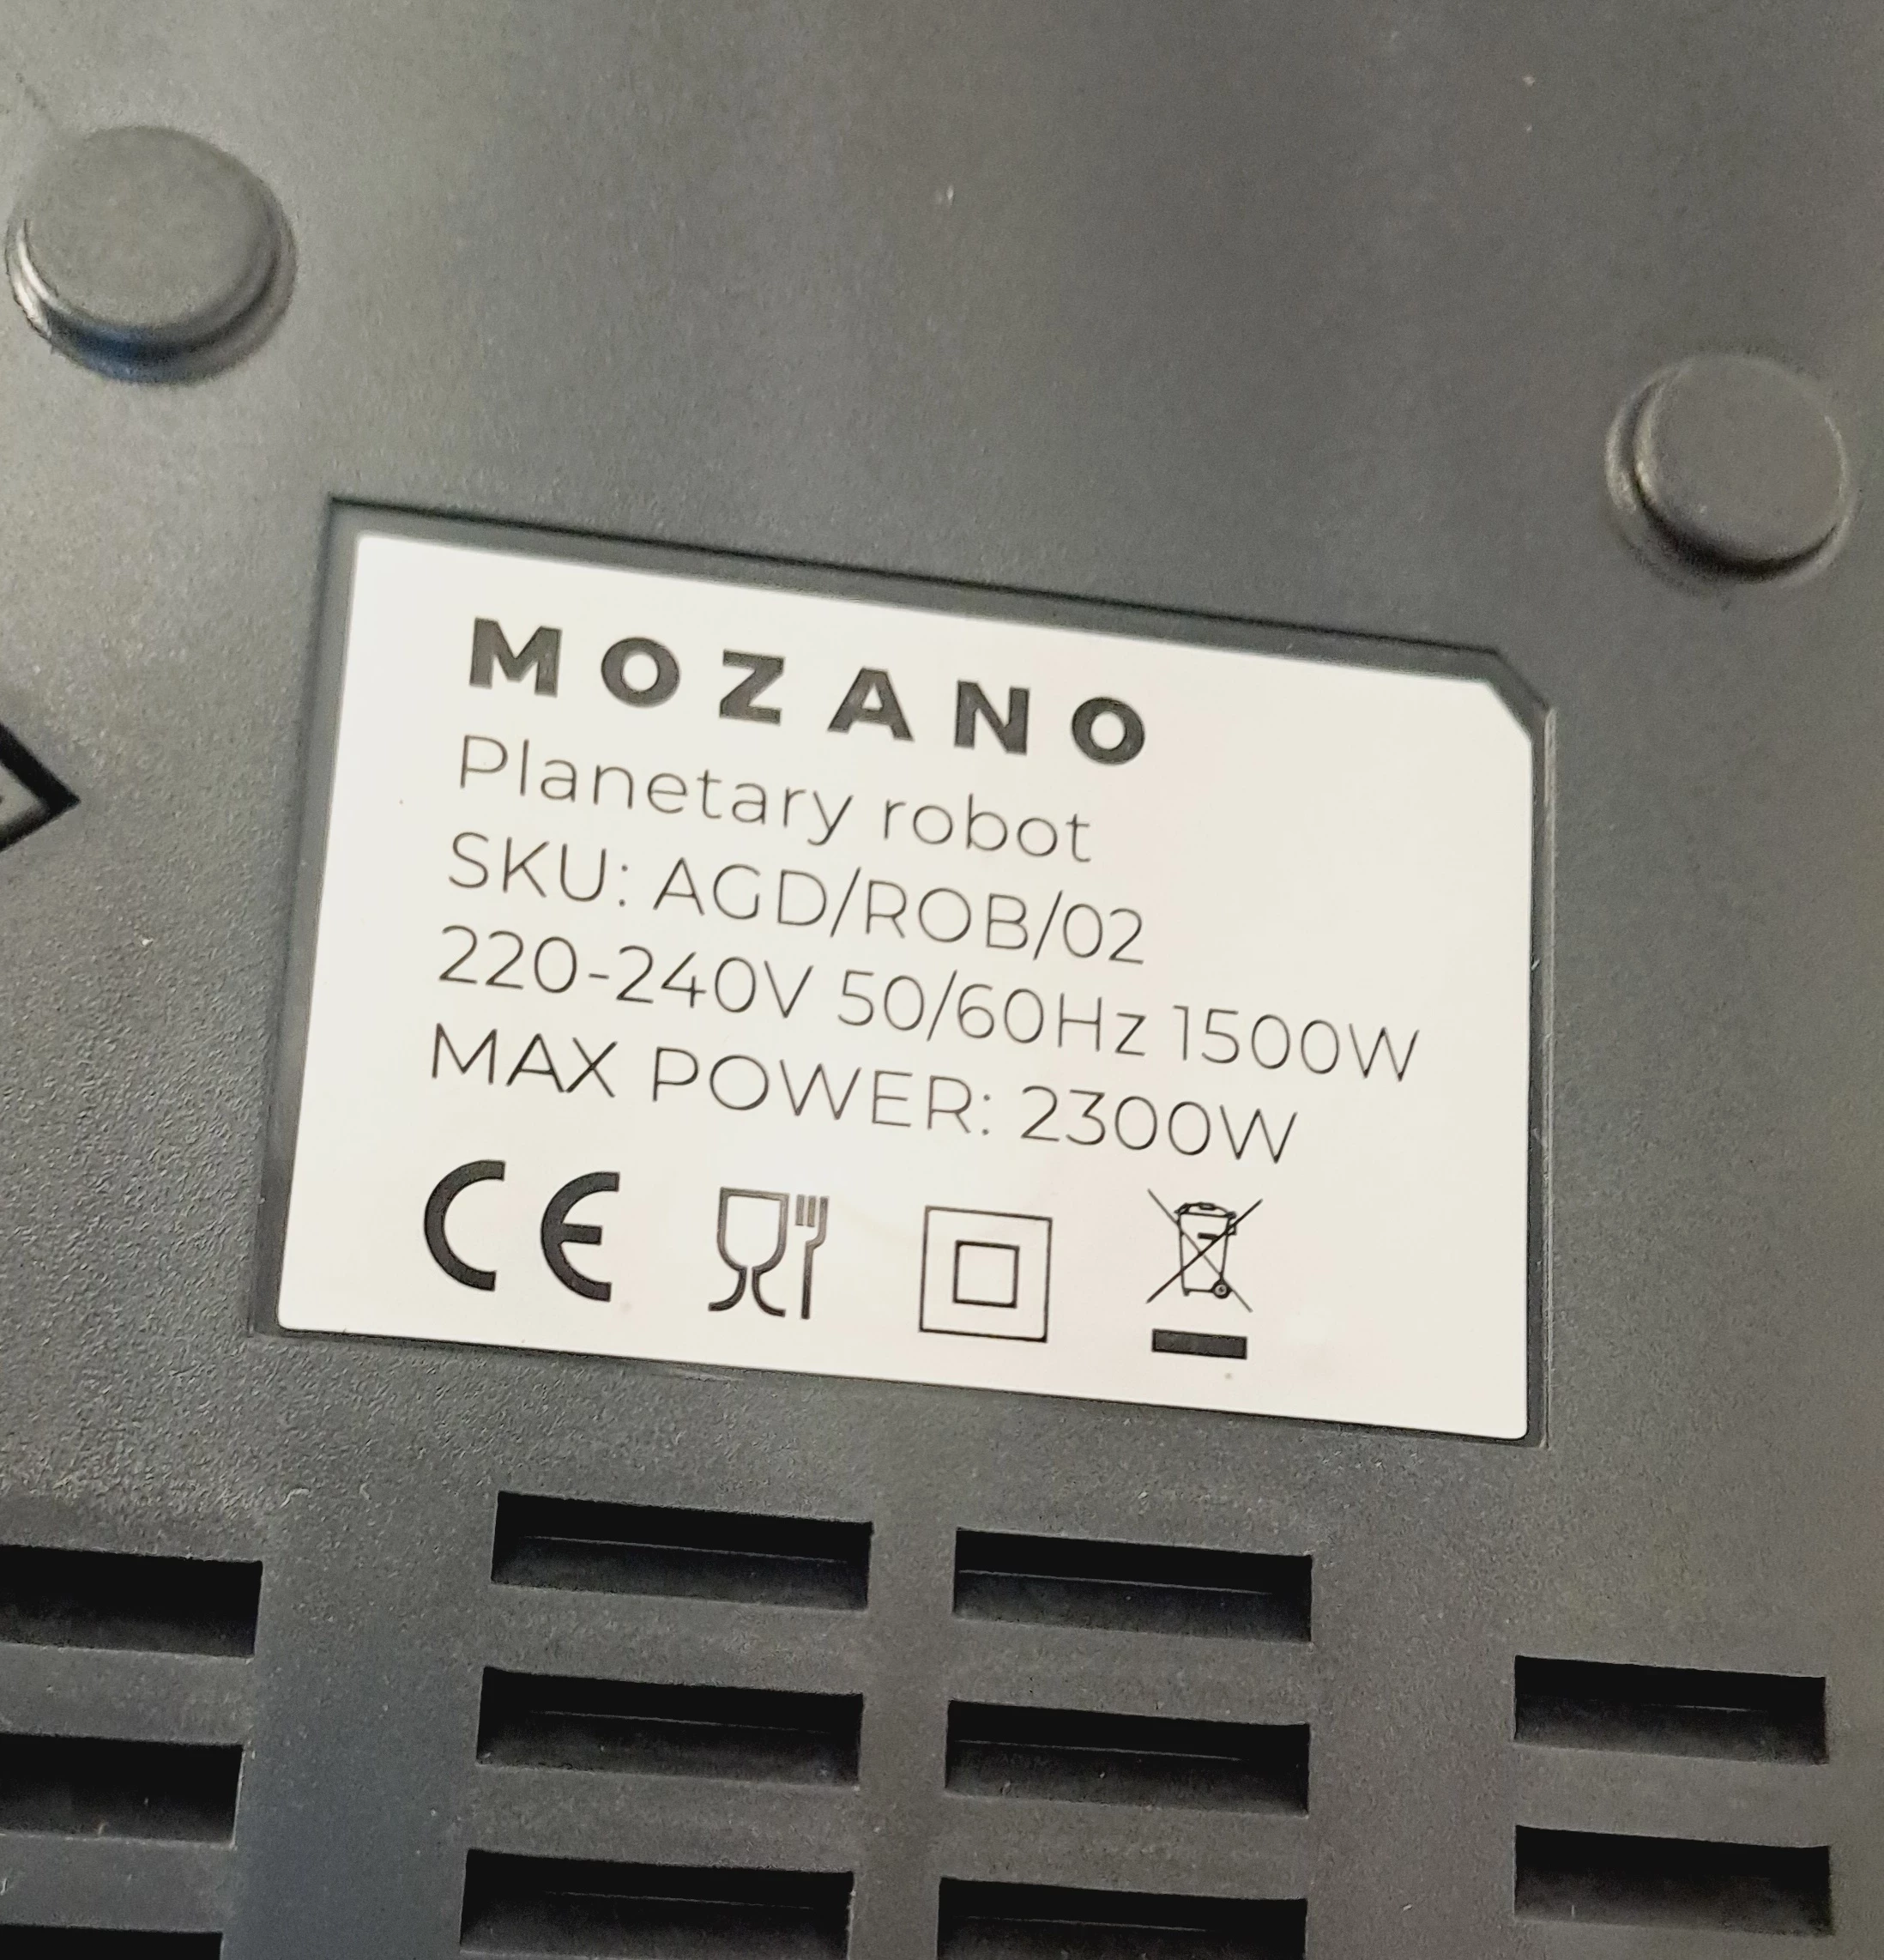 MOZANO
Planetary robot
SKU: AGD/ROB/02
220-240V 50/60Hz 1500W
MAX POWER: 2300W
CE